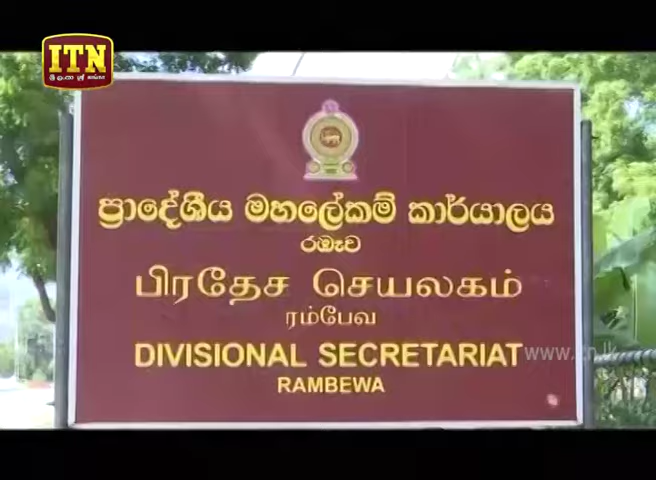 ITN
ප්‍රාදේශීය මහලේකම් කාර්යාලය
රඹෑව
பிரதேச செயலகம்
ரம்பேவ
DIVISIONAL SECRETARIAT
RAMBEWA